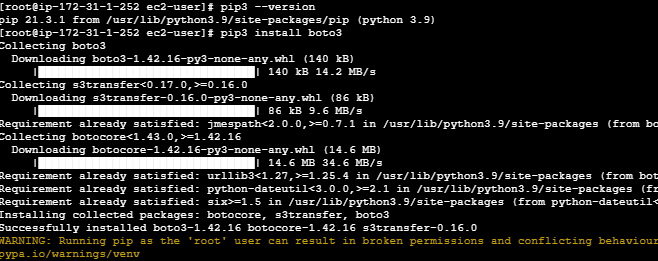 [root@ip-172-31-1-252 ec2-user]# pip3 --version
pip 21.3.1 from /usr/lib/python3.9/site-packages/pip (python 3.9)
[root@ip-172-31-1-252 ec2-user]# pip3 install boto3
Collecting boto3
  Downloading boto3-1.42.16-py3-none-any.whl (140 kB)
     |████████████████████████████████| 140 kB 14.2 MB/s
Collecting s3transfer<0.17.0,>=0.16.0
  Downloading s3transfer-0.16.0-py3-none-any.whl (86 kB)
     |████████████████████████████████| 86 kB 9.6 MB/s
Requirement already satisfied: jmespath<2.0.0,>=0.7.1 in /usr/lib/python3.9/site-packages (from bo
Collecting botocore<1.43.0,>=1.42.16
  Downloading botocore-1.42.16-py3-none-any.whl (14.6 MB)
     |████████████████████████████████| 14.6 MB 34.6 MB/s
Requirement already satisfied: urllib3<1.27,>=1.25.4 in /usr/lib/python3.9/site-packages (from bot
Requirement already satisfied: python-dateutil<3.0.0,>=2.1 in /usr/lib/python3.9/site-packages (fr
Requirement already satisfied: six>=1.5 in /usr/lib/python3.9/site-packages (from python-dateutil<
Installing collected packages: botocore, s3transfer, boto3
Successfully installed boto3-1.42.16 botocore-1.42.16 s3transfer-0.16.0
WARNING: Running pip as the 'root' user can result in broken permissions and conflicting behaviour
pypa.io/warnings/venv